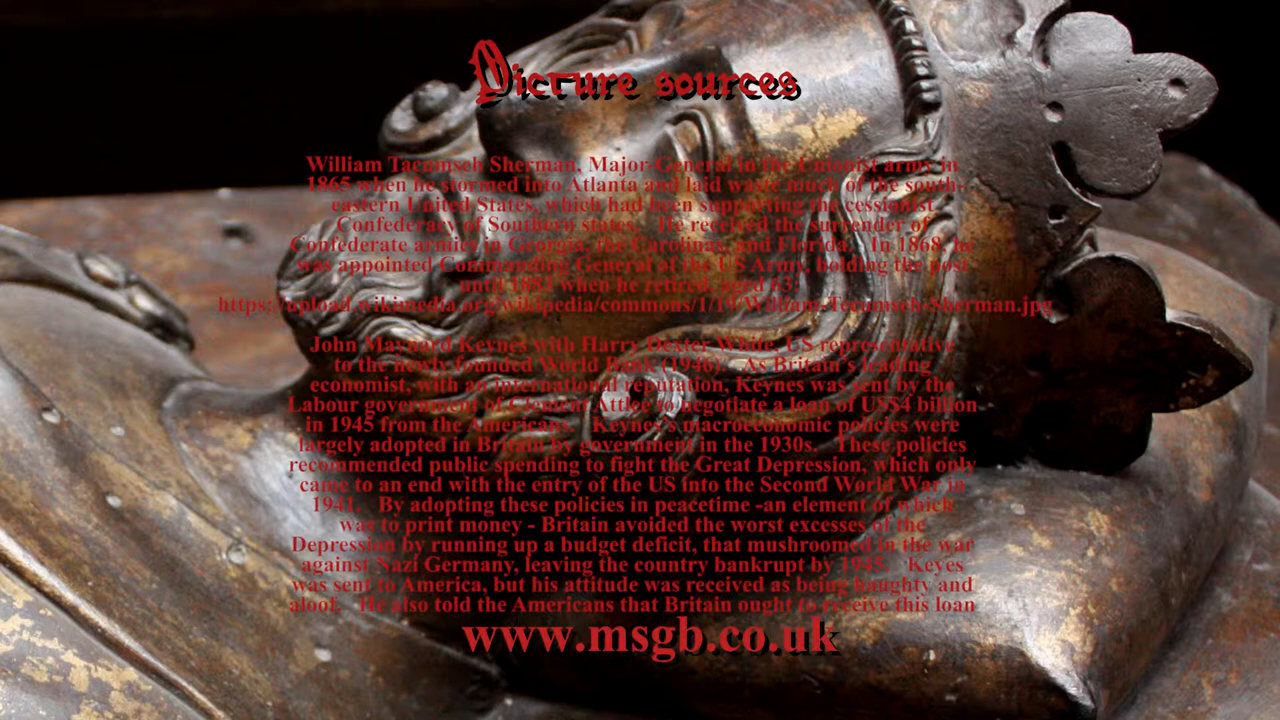 Picture sources
William Tacumseh Sherman, Major-General in the Unionist army in
1865 when he stormed into Atlanta and laid waste much of the south-
eastern United States, which had been supporting the cessionist
Confederacy of Southern states. He received the surrender of
Confederate armies in Georgia, the Carolinas, and Florida. In 1868, he
was appointed Commanding General of the US Army, holding the post
until 1883 when he retired, aged 63:
https://upload.wikimedia.org/wikipedia/commons/1/19/William-Tecumseh-Sherman.jpg
John Maynard Keynes with Harry Dexter White, US representative
to the newly founded World Bank (1946). As Britain's leading
economist, with an international reputation, Keynes was sent by the
Labour government of Clement Attlee to negotiate a loan of US$4 billion
in 1945 from the Americans. Keynes's macroeconomic policies were
largely adopted in Britain by government in the 1930s. These policies
recommended public spending to fight the Great Depression, which only
came to an end with the entry of the US into the Second World War in
1941. By adopting these policies in peacetime -an element of which
was to print money - Britain avoided the worst excesses of the
Depression by running up a budget deficit, that mushroomed in the war
against Nazi Germany, leaving the country bankrupt by 1945. Keyes
was sent to America, but his attitude was received as being haughty and
aloof. He also told the Americans that Britain ought to receive this loan
www.msgb.co.uk